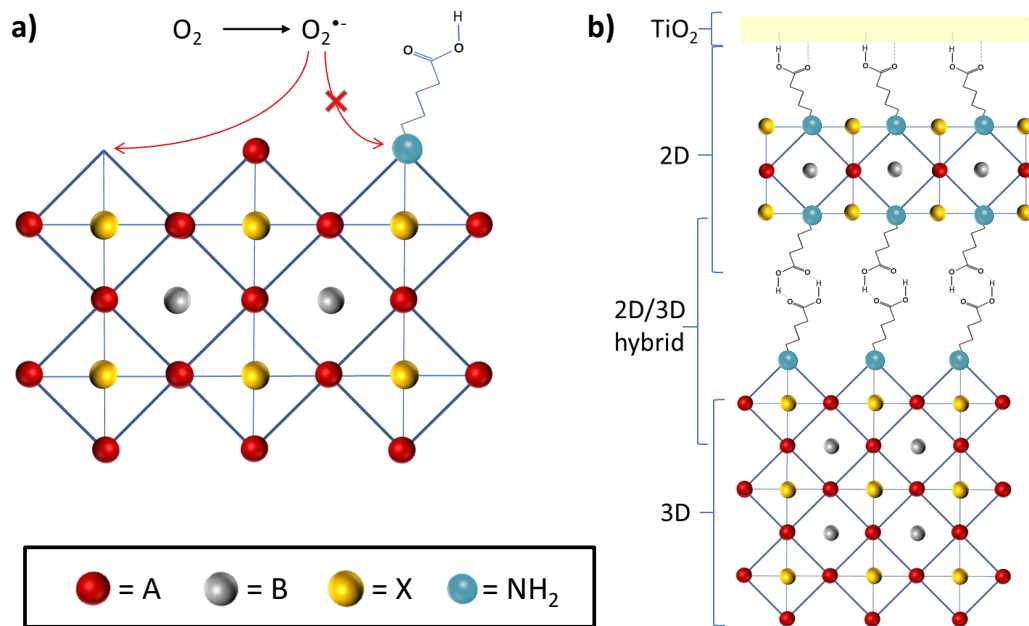 a)
O₂ → O₂•-
H
O
O
b)
TiO₂
H O O H O O H O O
2D
O O O O O O
H H H H H H
O O O O O O
2D/3D
hybrid
3D
= A = B = X = NH₂